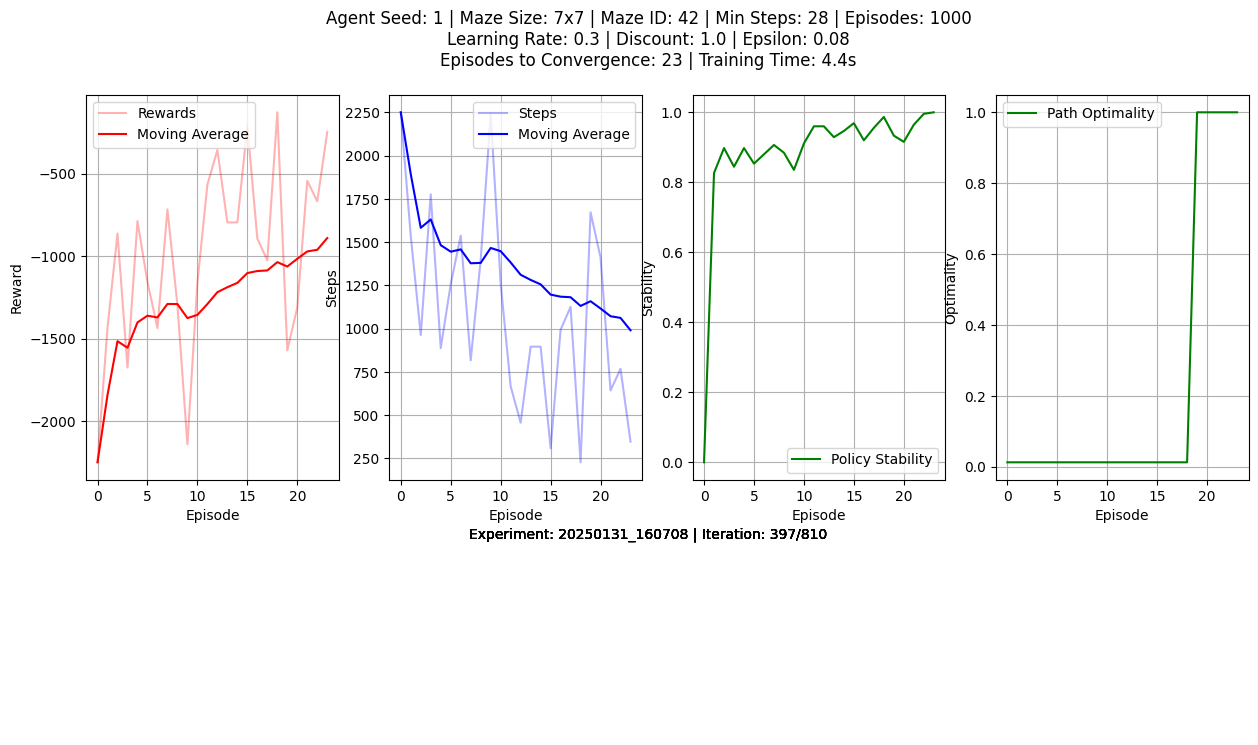 Agent Seed: 1 | Maze Size: 7x7 | Maze ID: 42 | Min Steps: 28 | Episodes: 1000
Learning Rate: 0.3 | Discount: 1.0 | Epsilon: 0.08
Episodes to Convergence: 23 | Training Time: 4.4s
Rewards
Moving Average
−500
−1000
−1500
−2000
Reward
0 5 10 15 20
Episode
Steps
Moving Average
2250
2000
1750
1500
1250
1000
750
500
250
Steps
0 5 10 15 20
Episode
1.0
0.8
0.6
0.4
0.2
0.0
Stability
Policy Stability
0 5 10 15 20
Episode
Path Optimality
1.0
0.8
0.6
0.4
0.2
0.0
Optimality
0 5 10 15 20
Episode
Experiment: 20250131_160708 | Iteration: 397/810